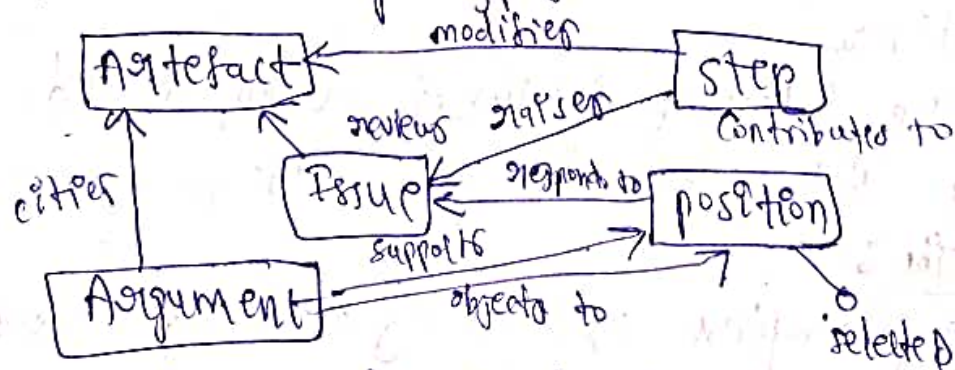 modifies
Artefact
step
reviews
raises
Contributes to
cities
Issue
responds to
position
supports
Argument
objects to
selected